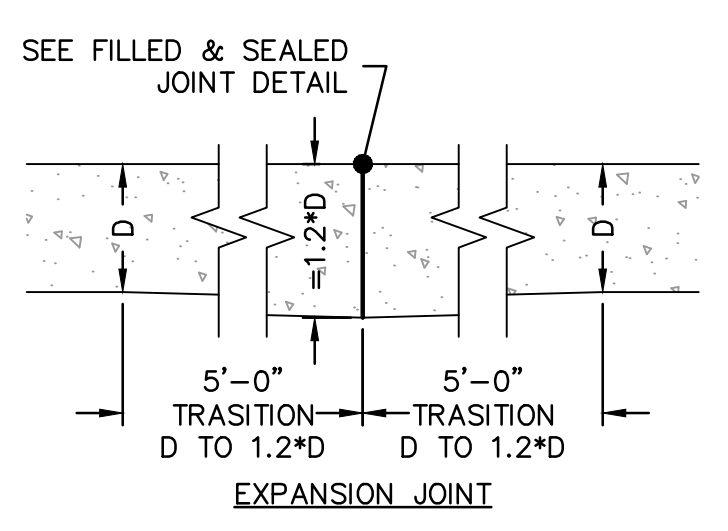 SEE FILLED & SEALED
JOINT DETAIL
D
=1.2*D
D
5'-0"
TRASITION
D TO 1.2*D
5'-0"
TRASITION
D TO 1.2*D
EXPANSION JOINT